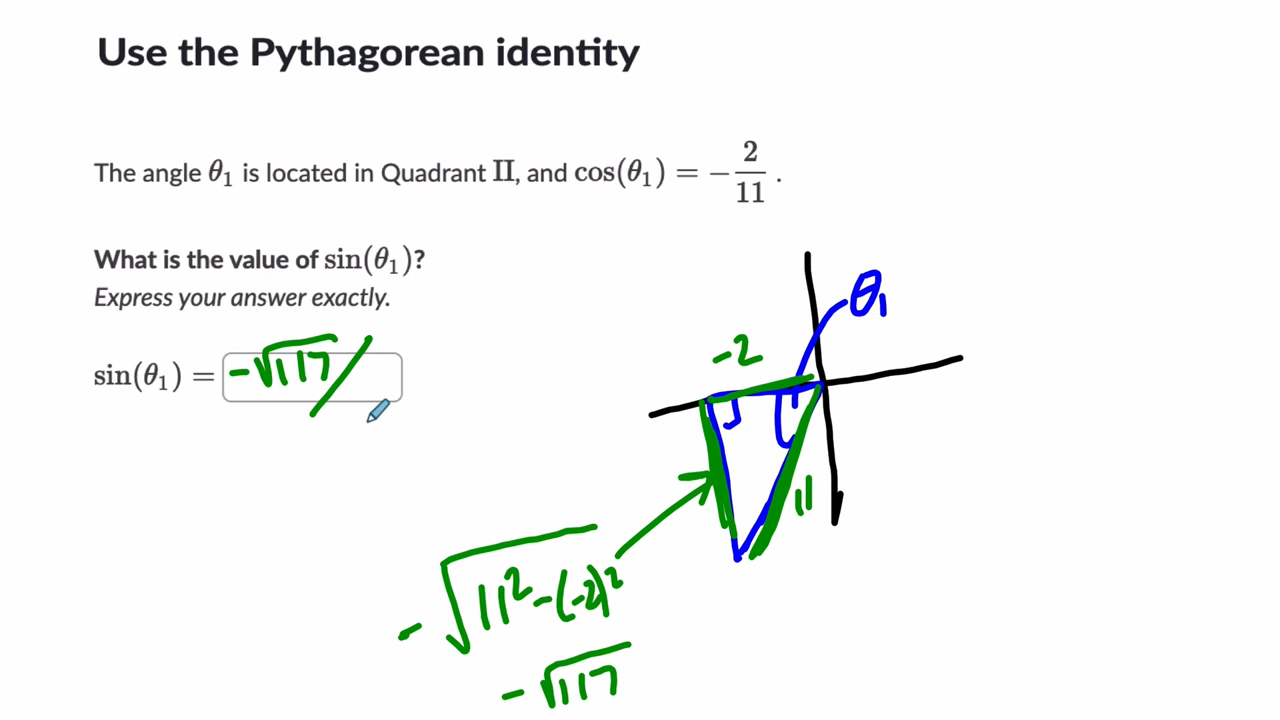 Use the Pythagorean identity
The angle θ₁ is located in Quadrant II, and cos(θ₁) = −2/11 .
What is the value of sin(θ₁)?
Express your answer exactly.
sin(θ₁) = −√117/
θ₁
-2
11
−√11²−(−2)²
−√117